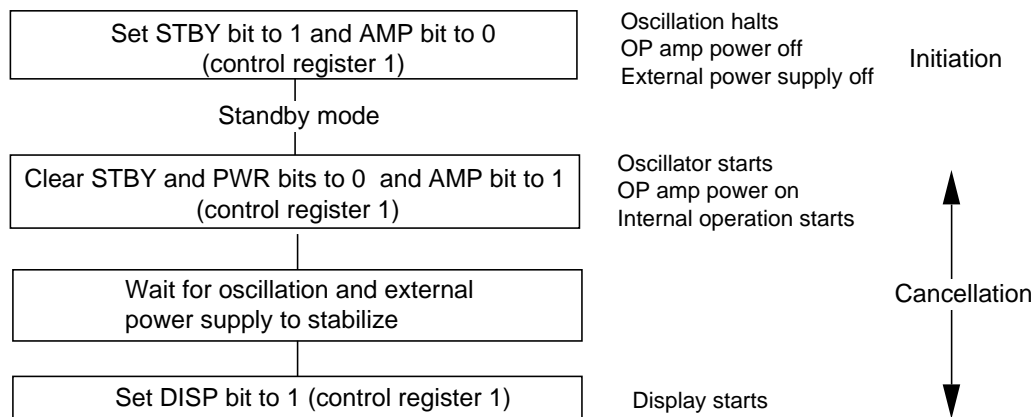 Set STBY bit to 1 and AMP bit to 0
(control register 1)
Oscillation halts
OP amp power off
External power supply off
Initiation
Standby mode
Clear STBY and PWR bits to 0 and AMP bit to 1
(control register 1)
Oscillator starts
OP amp power on
Internal operation starts
Wait for oscillation and external
power supply to stabilize
Cancellation
Set DISP bit to 1 (control register 1)
Display starts